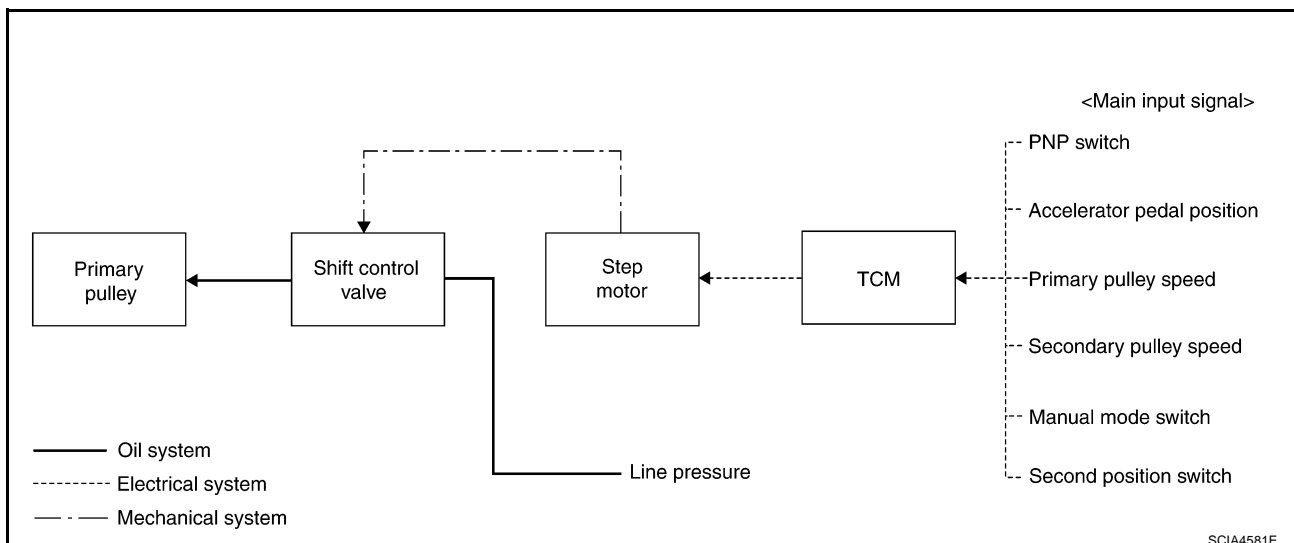 <Main input signal>
PNP switch
Accelerator pedal position
Primary
pulley
Shift control
valve
Step
motor
TCM
Primary pulley speed
Secondary pulley speed
Manual mode switch
Second position switch
Line pressure
Oil system
Electrical system
Mechanical system
SCIA4581E